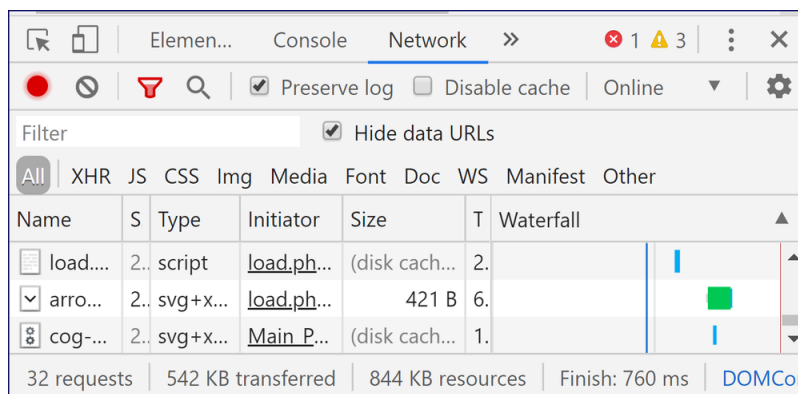 Elemen... Console Network » 1 3
Preserve log Disable cache Online
Filter Hide data URLs
All XHR JS CSS Img Media Font Doc WS Manifest Other
Name S Type Initiator Size T Waterfall
load.... 2.. script load.ph... (disk cach... 2.
arro... 2.. svg+x... load.ph... 421 B 6.
cog-... 2.. svg+x... Main_P... (disk cach... 1.
32 requests 542 KB transferred 844 KB resources Finish: 760 ms DOMCo